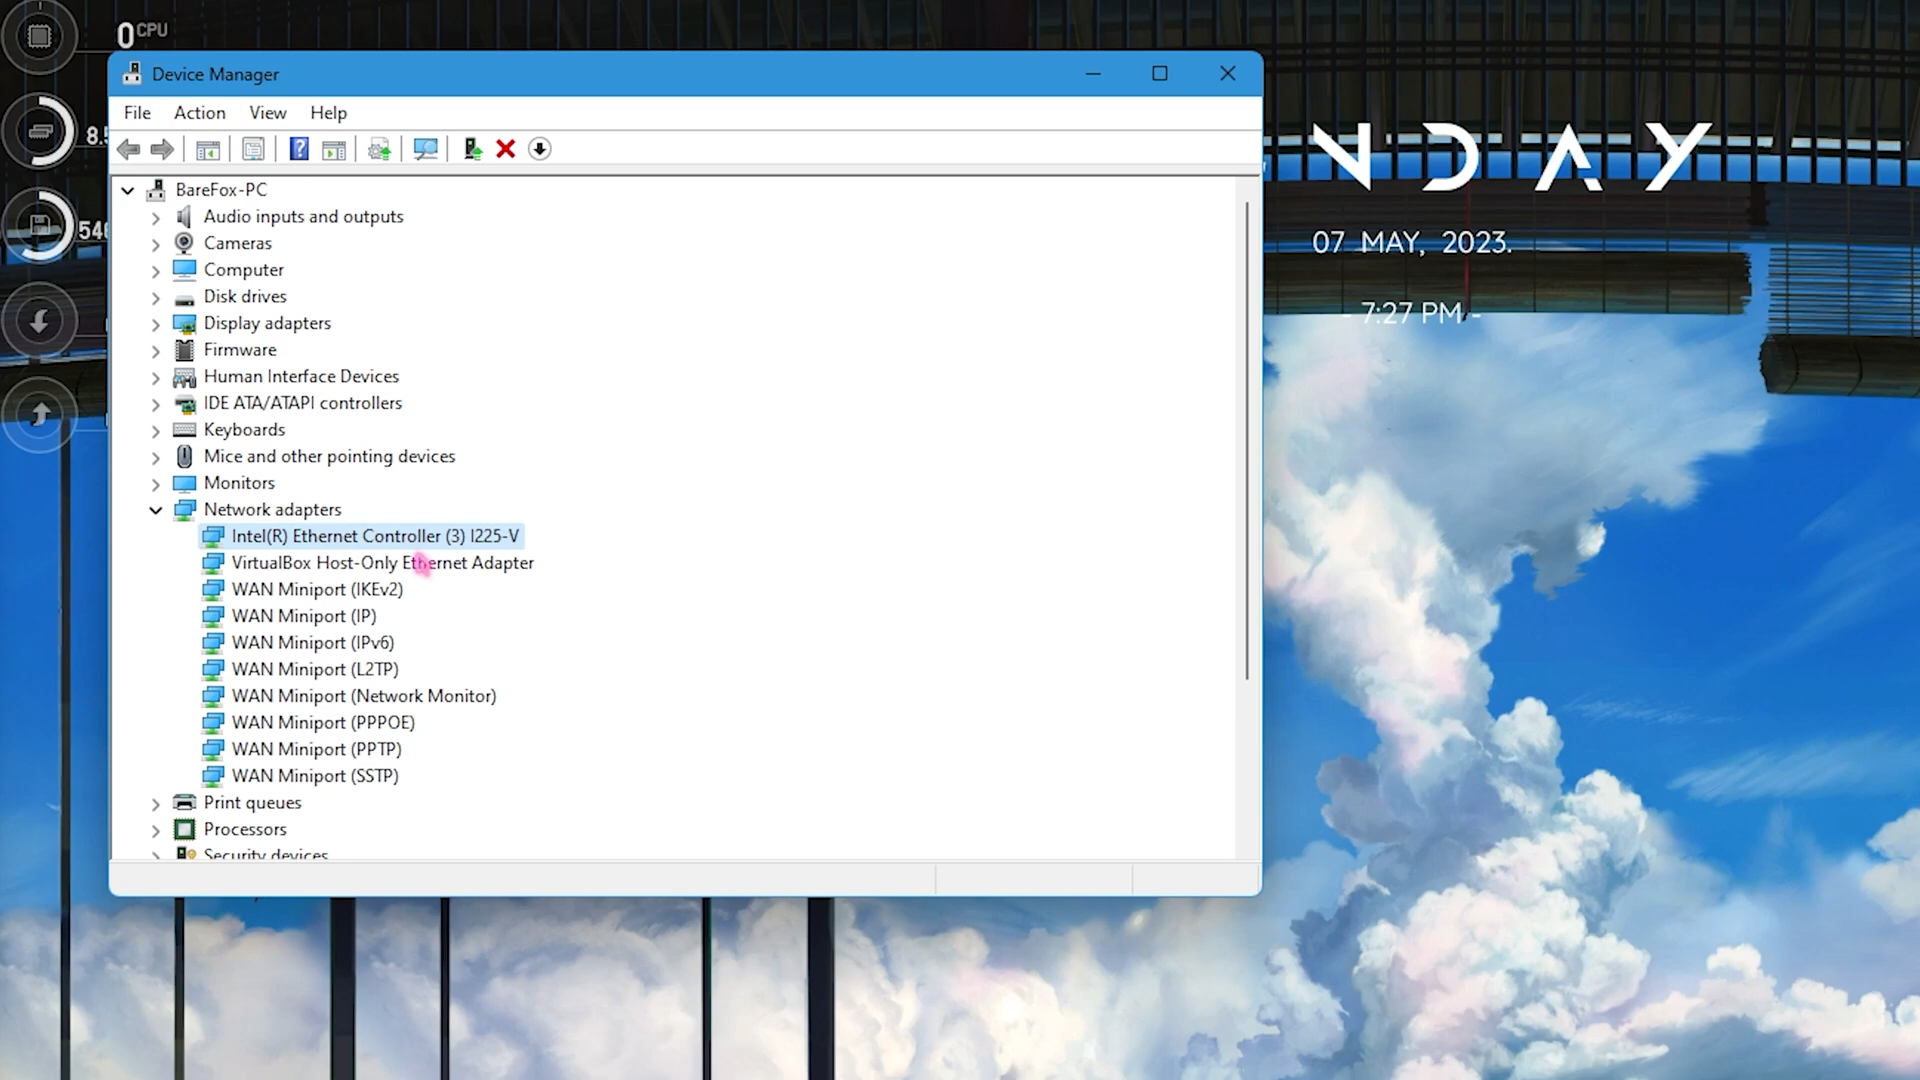 0 CPU
Device Manager
File Action View Help
8.5
NDAY
BareFox-PC
Audio inputs and outputs
546
07 MAY, 2023.
Cameras
Computer
Disk drives
- 7:27 PM -
Display adapters
Firmware
Human Interface Devices
IDE ATA/ATAPI controllers
Keyboards
Mice and other pointing devices
Monitors
Network adapters
Intel(R) Ethernet Controller (3) I225-V
VirtualBox Host-Only Ethernet Adapter
WAN Miniport (IKEv2)
WAN Miniport (IP)
WAN Miniport (IPv6)
WAN Miniport (L2TP)
WAN Miniport (Network Monitor)
WAN Miniport (PPPOE)
WAN Miniport (PPTP)
WAN Miniport (SSTP)
Print queues
Processors
Security devices